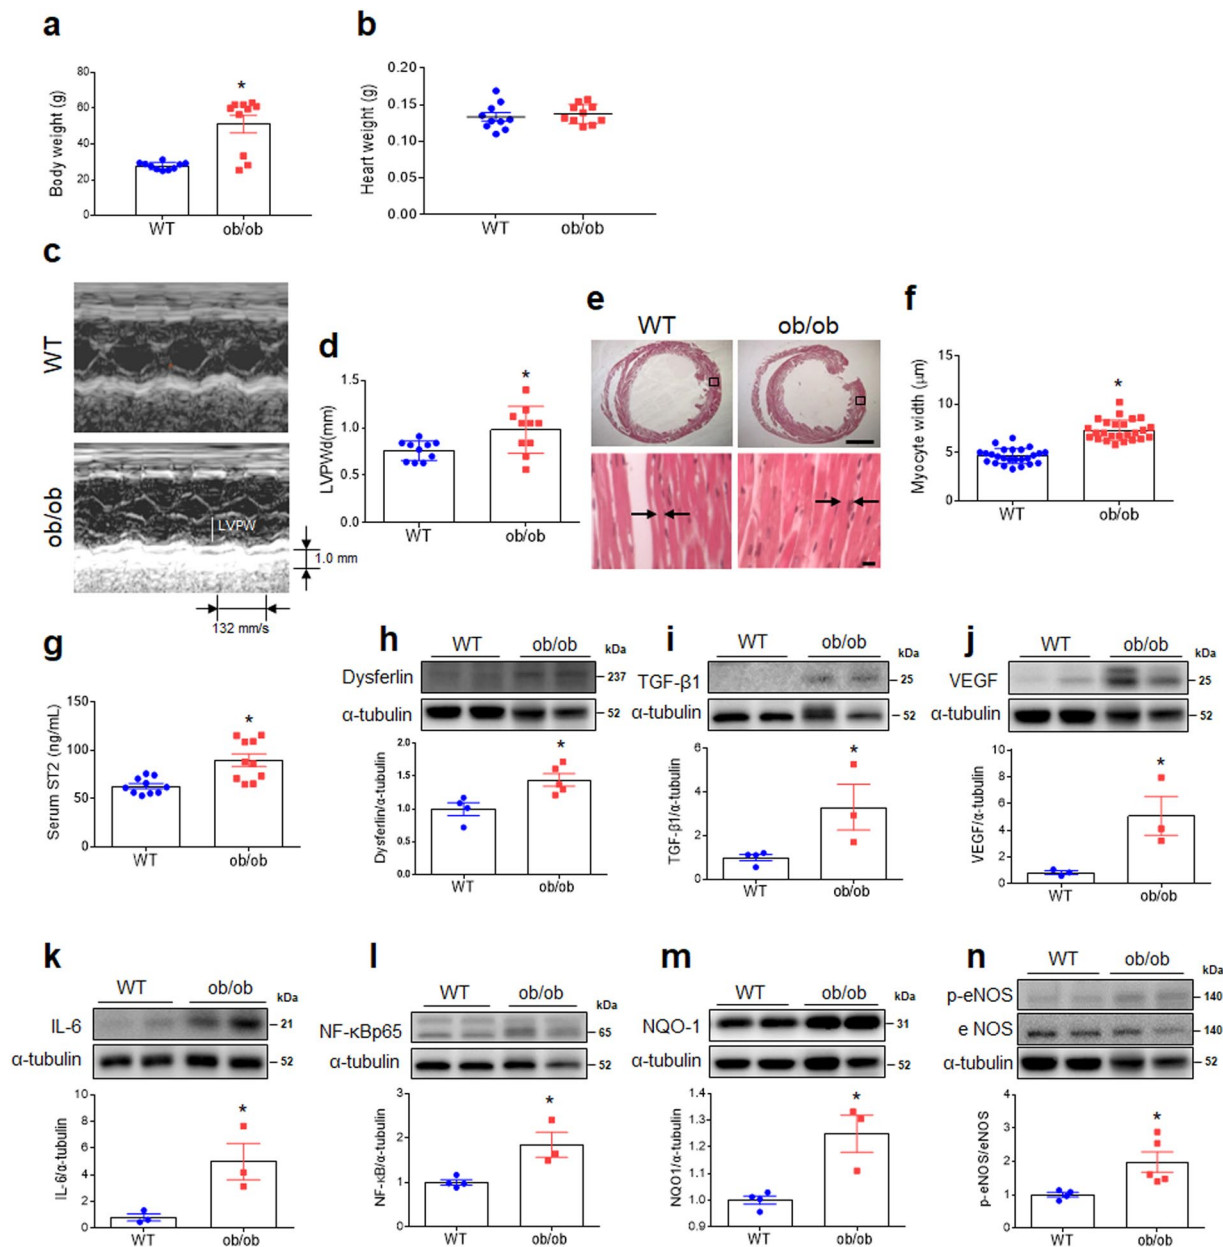 a
Body weight (g)
80
60
40
20
0
*
WT
ob/ob
b
Heart weight (g)
0.20
0.15
0.10
0.05
0.00
WT
ob/ob
c
WT
ob/ob
LVPW
1.0 mm
132 mm/s
d
LVPWd(mm)
1.5
1.0
0.5
0.0
*
WT
ob/ob
e
WT
ob/ob
f
Myocyte width (μm)
15
10
5
0
*
WT
ob/ob
g
Serum ST2 (ng/mL)
150
100
50
0
*
WT
ob/ob
h
WT
ob/ob
kDa
Dysferlin
237
α-tubulin
52
Dysferlin/α-tubulin
2.0
1.5
1.0
0.5
0.0
*
WT
ob/ob
i
WT
ob/ob
kDa
TGF-β1
25
α-tubulin
52
TGF-β1/α-tubulin
6
4
2
0
*
WT
ob/ob
j
WT
ob/ob
kDa
VEGF
25
α-tubulin
52
VEGF/α-tubulin
10
8
6
4
2
0
*
WT
ob/ob
k
WT
ob/ob
kDa
IL-6
21
α-tubulin
52
IL-6/α-tubulin
10
8
6
4
2
0
*
WT
ob/ob
l
WT
ob/ob
kDa
NF-κBp65
65
α-tubulin
52
NF-κB/α-tubulin
3
2
1
0
*
WT
ob/ob
m
WT
ob/ob
kDa
NQO-1
31
α-tubulin
52
NQO1/α-tubulin
1.4
1.3
1.2
1.1
1.0
0.9
*
WT
ob/ob
n
WT
ob/ob
kDa
p-eNOS
140
e NOS
140
α-tubulin
52
p-eNOS/eNOS
4
3
2
1
0
*
WT
ob/ob